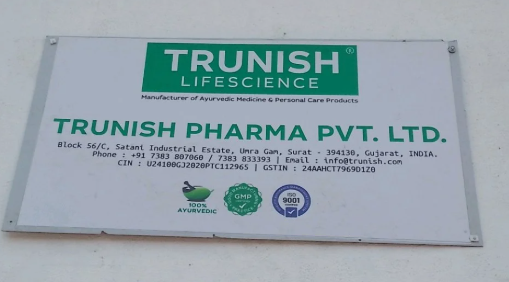 TRUNISH®
LIFESCIENCE
Manufacturer of Ayurvedic Medicine & Personal Care Products
TRUNISH PHARMA PVT. LTD.
Block 56/C, Satani Industrial Estate, Umra Gam, Surat - 394130, Gujarat, INDIA.
Phone : +91 7383 807060 / 7383 833393 | Email : info@trunish.com
CIN : U24100GJ2020PTC112965 | GSTIN : 24AAHCT7969D1Z0
100%
AYURVEDIC
GMP
ISO
9001